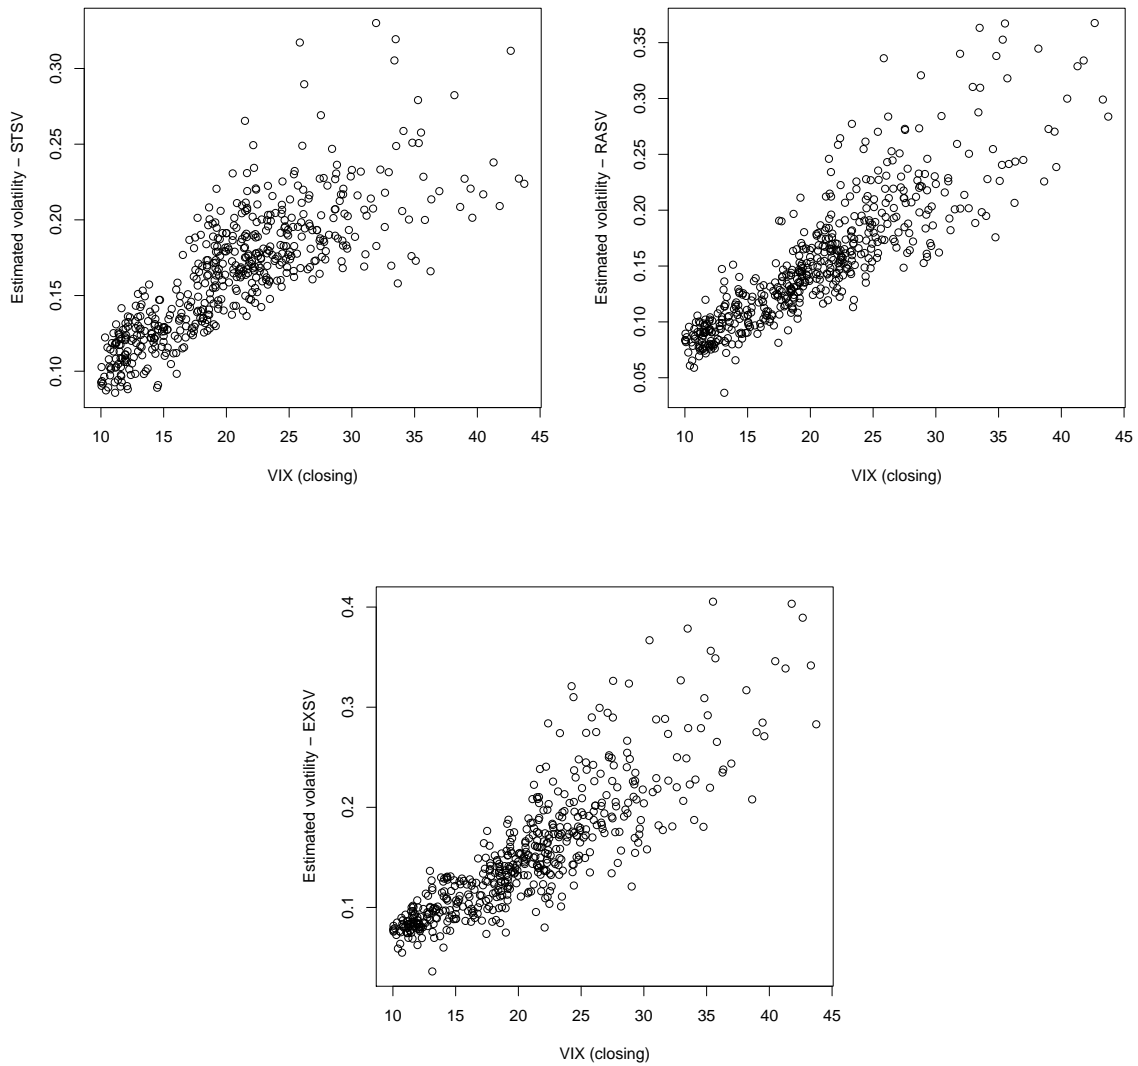 Estimated volatility – STSV
0.30
0.25
0.20
0.15
0.10
10 15 20 25 30 35 40 45
VIX (closing)
Estimated volatility – RASV
0.35
0.30
0.25
0.20
0.15
0.10
0.05
10 15 20 25 30 35 40 45
VIX (closing)
Estimated volatility – EXSV
0.4
0.3
0.2
0.1
10 15 20 25 30 35 40 45
VIX (closing)